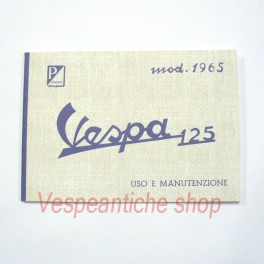 P
mod. 1965
Vespa 125
USO E MANUTENZIONE
Vespeantiche shop